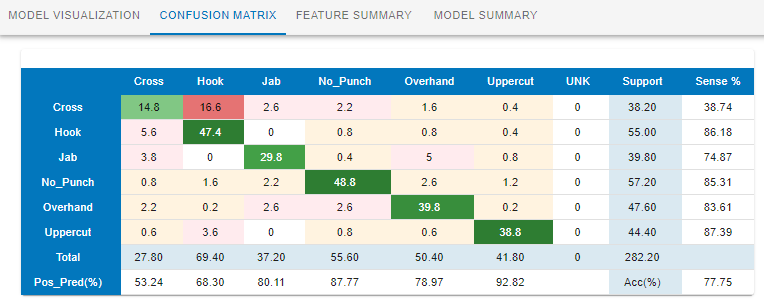 MODEL VISUALIZATION CONFUSION MATRIX FEATURE SUMMARY MODEL SUMMARY
Cross Hook Jab No_Punch Overhand Uppercut UNK Support Sense %
Cross 14.8 16.6 2.6 2.2 1.6 0.4 0 38.20 38.74
Hook 5.6 47.4 0 0.8 0.8 0.4 0 55.00 86.18
Jab 3.8 0 29.8 0.4 5 0.8 0 39.80 74.87
No_Punch 0.8 1.6 2.2 48.8 2.6 1.2 0 57.20 85.31
Overhand 2.2 0.2 2.6 2.6 39.8 0.2 0 47.60 83.61
Uppercut 0.6 3.6 0 0.8 0.6 38.8 0 44.40 87.39
Total 27.80 69.40 37.20 55.60 50.40 41.80 0 282.20
Pos_Pred(%) 53.24 68.30 80.11 87.77 78.97 92.82 Acc(%) 77.75